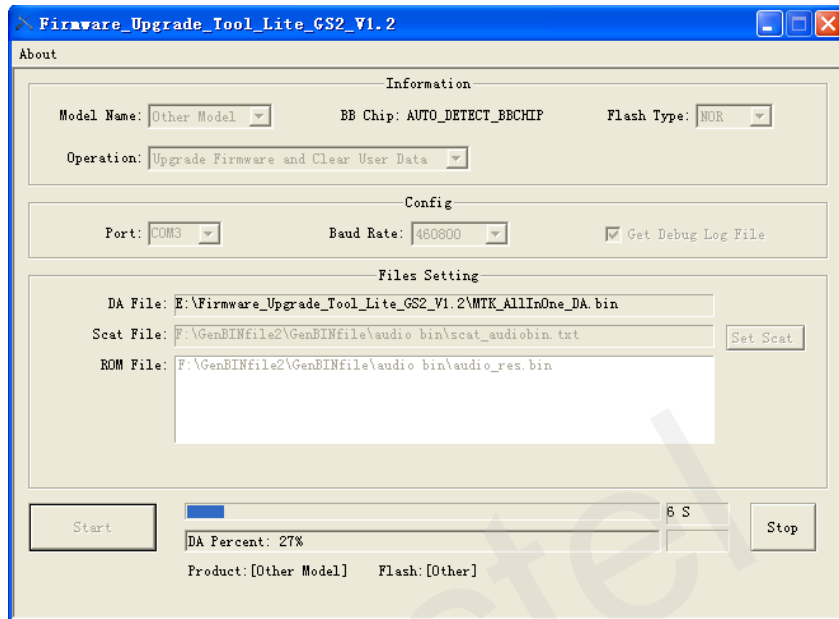 Firmware_Upgrade_Tool_Lite_GS2_V1.2
About
Information
Model Name: Other Model BB Chip: AUTO_DETECT_BBCHIP Flash Type: NOR
Operation: Upgrade Firmware and Clear User Data
Config
Port: COM3 Baud Rate: 460800 Get Debug Log File
Files Setting
DA File: E:\Firmware_Upgrade_Tool_Lite_GS2_V1.2\MTK_AllInOne_DA.bin
Scat File: F:\GenBINfile2\GenBINfile\audio bin\scat_audiobin.txt Set Scat
ROM File: F:\GenBINfile2\GenBINfile\audio bin\audio_res.bin
Start 6 S Stop
DA Percent: 27%
Product:[Other Model] Flash:[Other]